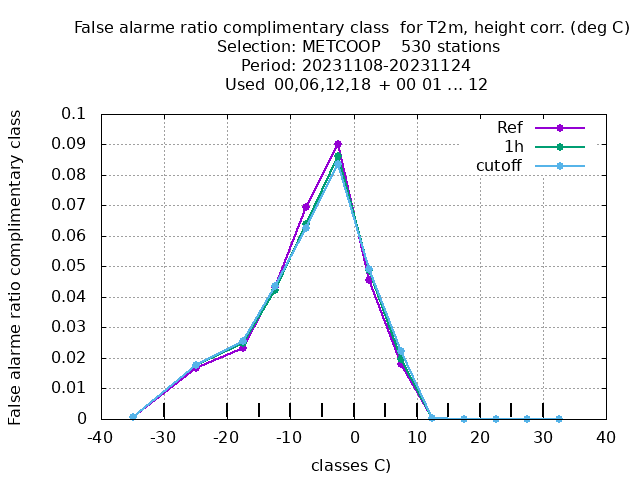 False alarme ratio complimentary class  for T2m, height corr. (deg C)
Selection: METCOOP    530 stations
Period: 20231108-20231124
Used  00,06,12,18 + 00 01 ... 12
False alarme ratio complimentary class
0.1
0.09
0.08
0.07
0.06
0.05
0.04
0.03
0.02
0.01
0
Ref
1h
cutoff
-40 -30 -20 -10 0 10 20 30 40
classes C)